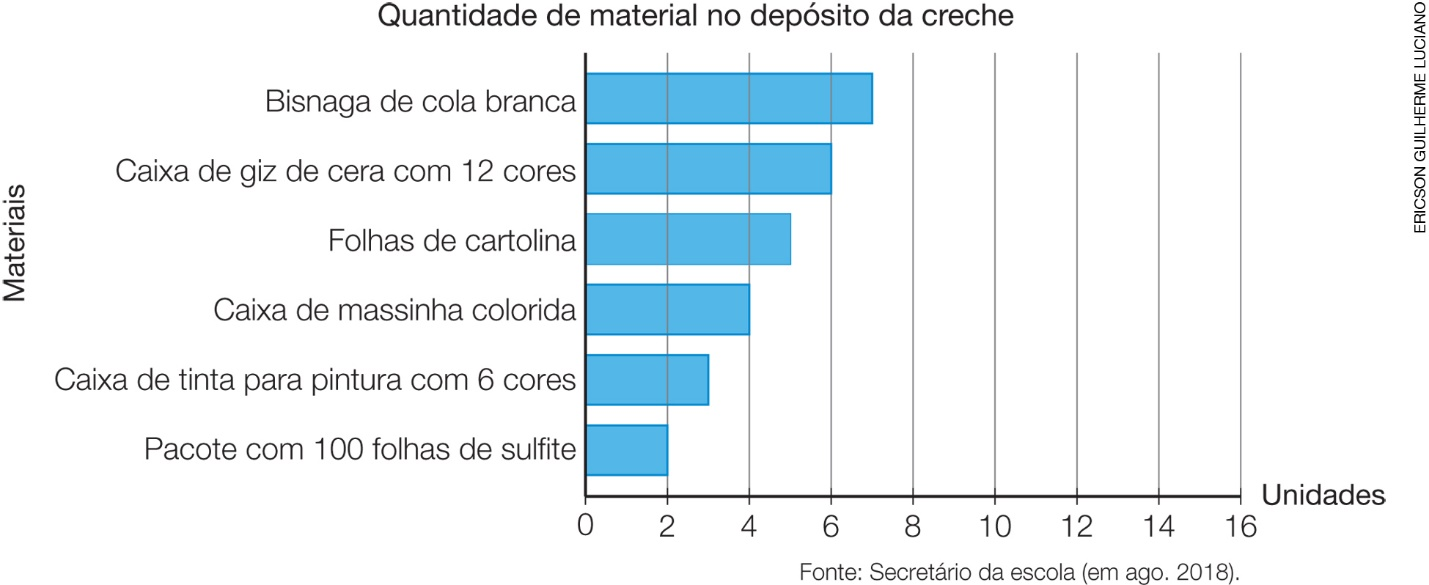 Quantidade de material no depósito da creche
ERICSON GUILHERME LUCIANO
Materiais
Bisnaga de cola branca
Caixa de giz de cera com 12 cores
Folhas de cartolina
Caixa de massinha colorida
Caixa de tinta para pintura com 6 cores
Pacote com 100 folhas de sulfite
0 2 4 6 8 10 12 14 16
Unidades
Fonte: Secretário da escola (em ago. 2018).